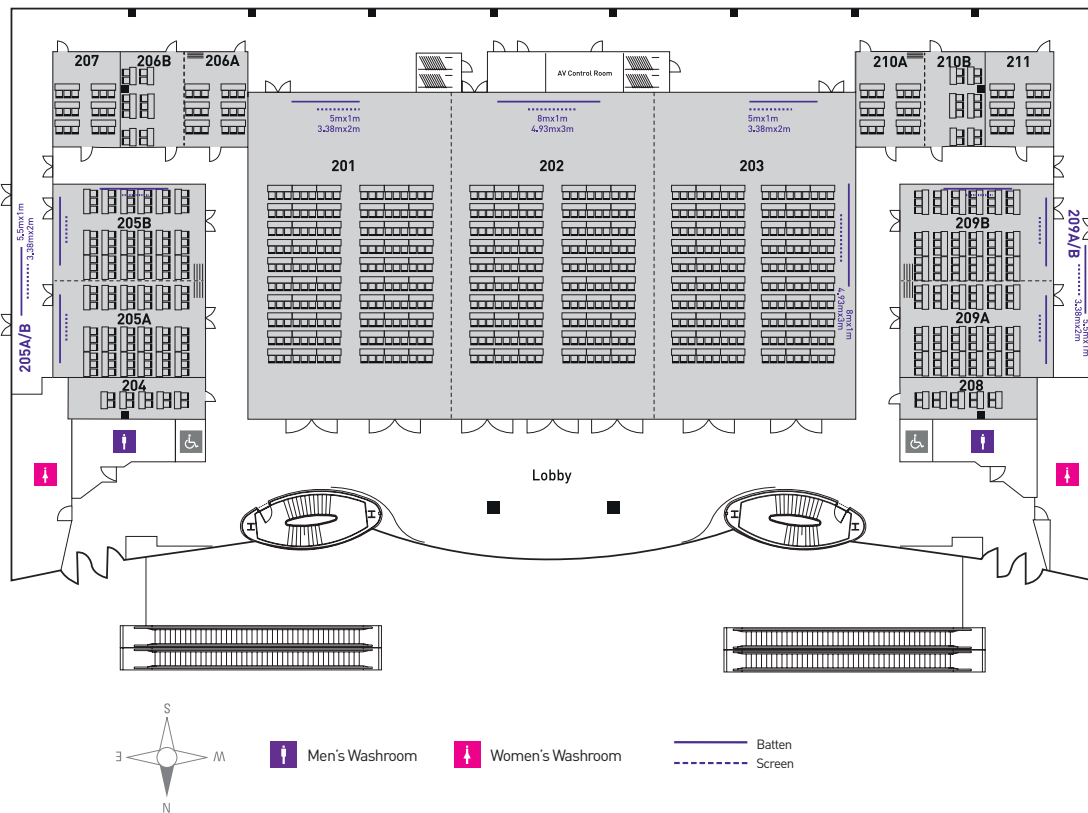 207
206B
206A
AV Control Room
210A
210B
211
5mx1m
3.38mx2m
8mx1m
4.93mx3m
5mx1m
3.38mx2m
201
202
203
205B
205A
205A/B
5.5mx1m
3.38mx2m
204
8mx1m
4.93mx3m
209B
209A
209A/B
5.5mx1m
3.38mx2m
208
Lobby
H
H
H
H
S
E
W
N
Men's Washroom
Women's Washroom
Batten
Screen